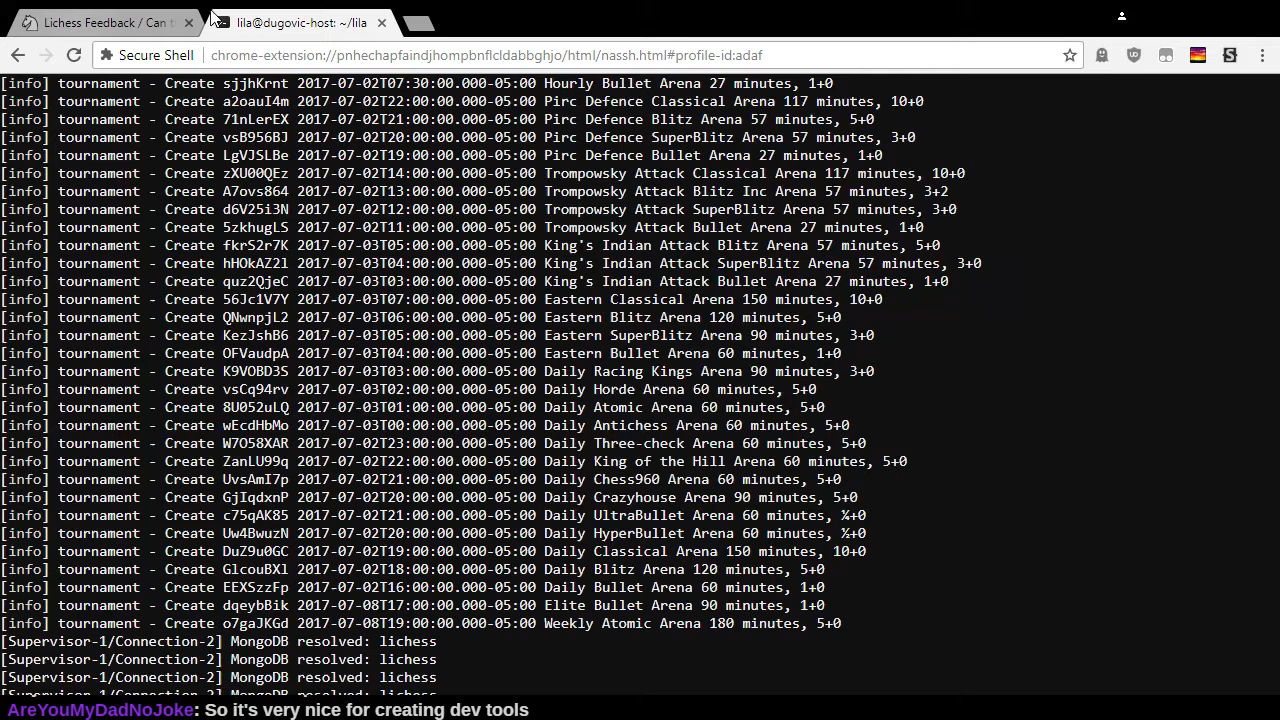 Lichess Feedback / Can t
lila@dugovic-host: ~/lila
Secure Shell chrome-extension://pnhechapfaindjhompbnflcldabbghjo/html/nassh.html#profile-id:adaf
[info] tournament - Create sjjhKrnt 2017-07-02T07:30:00.000-05:00 Hourly Bullet Arena 27 minutes, 1+0
[info] tournament - Create a2oauI4m 2017-07-02T22:00:00.000-05:00 Pirc Defence Classical Arena 117 minutes, 10+0
[info] tournament - Create 71nLerEX 2017-07-02T21:00:00.000-05:00 Pirc Defence Blitz Arena 57 minutes, 5+0
[info] tournament - Create vsB956BJ 2017-07-02T20:00:00.000-05:00 Pirc Defence SuperBlitz Arena 57 minutes, 3+0
[info] tournament - Create LgVJSLBe 2017-07-02T19:00:00.000-05:00 Pirc Defence Bullet Arena 27 minutes, 1+0
[info] tournament - Create zXU00QEz 2017-07-02T14:00:00.000-05:00 Trompowsky Attack Classical Arena 117 minutes, 10+0
[info] tournament - Create A7ovs864 2017-07-02T13:00:00.000-05:00 Trompowsky Attack Blitz Inc Arena 57 minutes, 3+2
[info] tournament - Create d6V25i3N 2017-07-02T12:00:00.000-05:00 Trompowsky Attack SuperBlitz Arena 57 minutes, 3+0
[info] tournament - Create 5zkhugLS 2017-07-02T11:00:00.000-05:00 Trompowsky Attack Bullet Arena 27 minutes, 1+0
[info] tournament - Create fkrS2r7K 2017-07-03T05:00:00.000-05:00 King's Indian Attack Blitz Arena 57 minutes, 5+0
[info] tournament - Create hHOkAZ2l 2017-07-03T04:00:00.000-05:00 King's Indian Attack SuperBlitz Arena 57 minutes, 3+0
[info] tournament - Create quz2QjeC 2017-07-03T03:00:00.000-05:00 King's Indian Attack Bullet Arena 27 minutes, 1+0
[info] tournament - Create 56Jc1V7Y 2017-07-03T07:00:00.000-05:00 Eastern Classical Arena 150 minutes, 10+0
[info] tournament - Create QNwnpjL2 2017-07-03T06:00:00.000-05:00 Eastern Blitz Arena 120 minutes, 5+0
[info] tournament - Create KezJshB6 2017-07-03T05:00:00.000-05:00 Eastern SuperBlitz Arena 90 minutes, 3+0
[info] tournament - Create OFVaudpA 2017-07-03T04:00:00.000-05:00 Eastern Bullet Arena 60 minutes, 1+0
[info] tournament - Create K9VOBD3S 2017-07-03T03:00:00.000-05:00 Daily Racing Kings Arena 90 minutes, 3+0
[info] tournament - Create vsCq94rv 2017-07-03T02:00:00.000-05:00 Daily Horde Arena 60 minutes, 5+0
[info] tournament - Create 8U052uLQ 2017-07-03T01:00:00.000-05:00 Daily Atomic Arena 60 minutes, 5+0
[info] tournament - Create wEcdHbMo 2017-07-03T00:00:00.000-05:00 Daily Antichess Arena 60 minutes, 5+0
[info] tournament - Create W7O58XAR 2017-07-02T23:00:00.000-05:00 Daily Three-check Arena 60 minutes, 5+0
[info] tournament - Create ZanLU99q 2017-07-02T22:00:00.000-05:00 Daily King of the Hill Arena 60 minutes, 5+0
[info] tournament - Create UvsAmI7p 2017-07-02T21:00:00.000-05:00 Daily Chess960 Arena 60 minutes, 5+0
[info] tournament - Create GjIqdxnP 2017-07-02T20:00:00.000-05:00 Daily Crazyhouse Arena 90 minutes, 5+0
[info] tournament - Create c75qAK85 2017-07-02T21:00:00.000-05:00 Daily UltraBullet Arena 60 minutes, ¼+0
[info] tournament - Create Uw4BwuzN 2017-07-02T20:00:00.000-05:00 Daily HyperBullet Arena 60 minutes, ½+0
[info] tournament - Create DuZ9u0GC 2017-07-02T19:00:00.000-05:00 Daily Classical Arena 150 minutes, 10+0
[info] tournament - Create GlcouBXl 2017-07-02T18:00:00.000-05:00 Daily Blitz Arena 120 minutes, 5+0
[info] tournament - Create EEXSzzFp 2017-07-02T16:00:00.000-05:00 Daily Bullet Arena 60 minutes, 1+0
[info] tournament - Create dqeybBik 2017-07-08T17:00:00.000-05:00 Elite Bullet Arena 90 minutes, 1+0
[info] tournament - Create o7gaJKGd 2017-07-08T19:00:00.000-05:00 Weekly Atomic Arena 180 minutes, 5+0
[Supervisor-1/Connection-2] MongoDB resolved: lichess
[Supervisor-1/Connection-2] MongoDB resolved: lichess
[Supervisor-1/Connection-2] MongoDB resolved: lichess
[Supervisor-1/Connection-2] MongoDB resolved: lichess
AreYouMyDadNoJoke: So it's very nice for creating dev tools